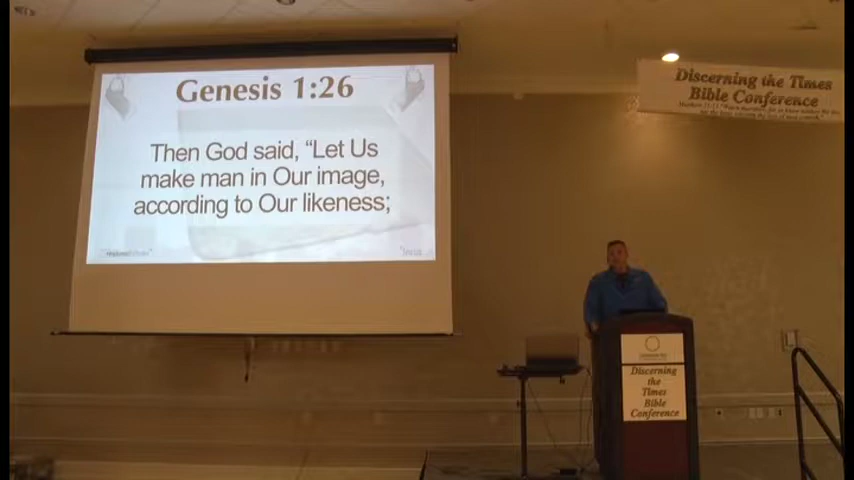 Genesis 1:26
Then God said, “Let Us
make man in Our image,
according to Our likeness;
Discerning the Times
Bible Conference
Discerning
the
Times
Bible
Conference